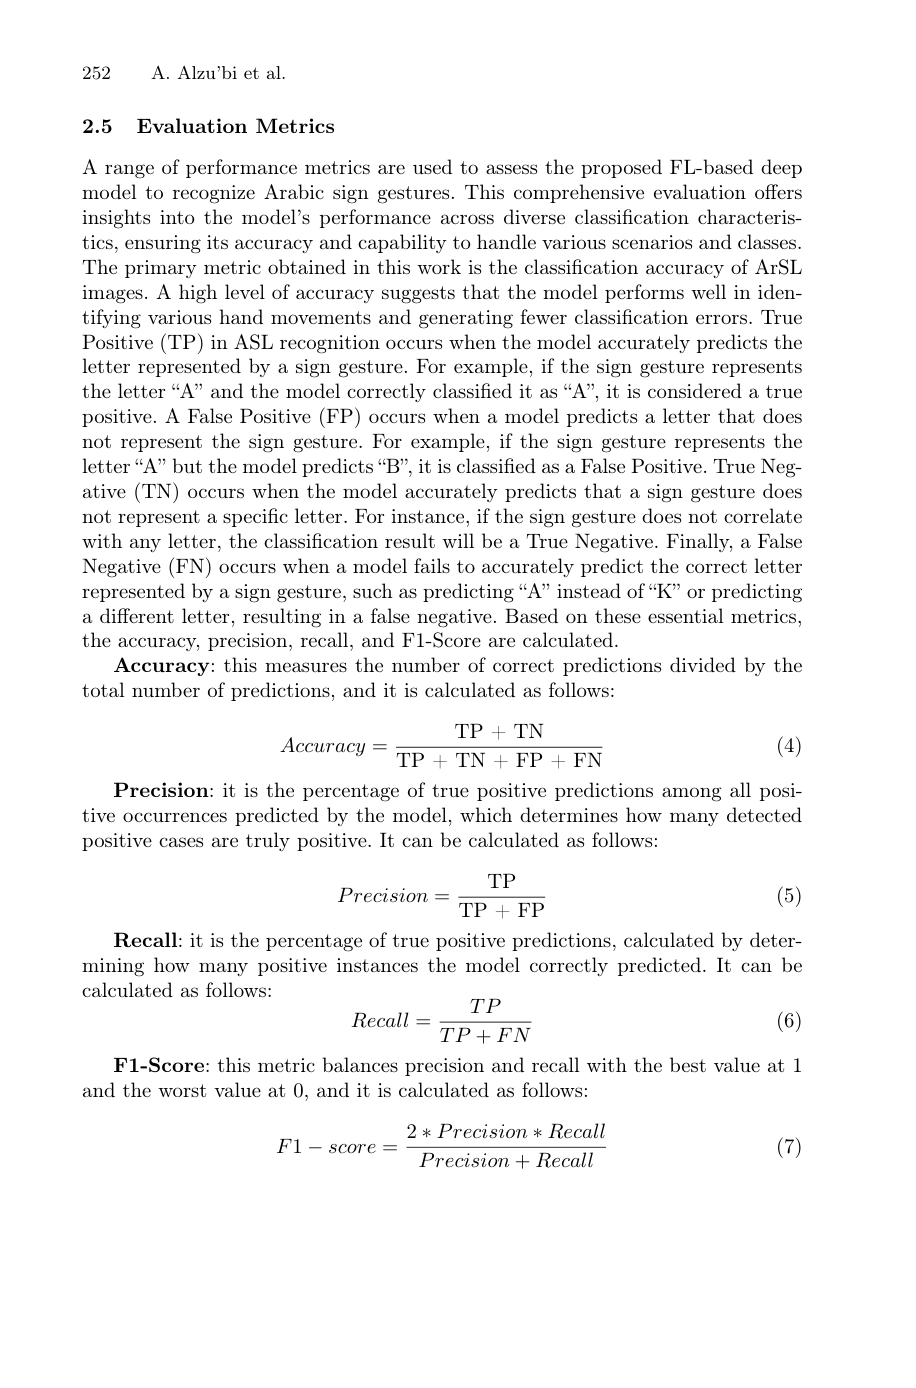 252 A. Alzu'bi et al.
2.5 Evaluation Metrics
A range of performance metrics are used to assess the proposed FL-based deep
model to recognize Arabic sign gestures. This comprehensive evaluation offers
insights into the model's performance across diverse classification characteris-
tics, ensuring its accuracy and capability to handle various scenarios and classes.
The primary metric obtained in this work is the classification accuracy of ArSL
images. A high level of accuracy suggests that the model performs well in iden-
tifying various hand movements and generating fewer classification errors. True
Positive (TP) in ASL recognition occurs when the model accurately predicts the
letter represented by a sign gesture. For example, if the sign gesture represents
the letter “A” and the model correctly classified it as “A”, it is considered a true
positive. A False Positive (FP) occurs when a model predicts a letter that does
not represent the sign gesture. For example, if the sign gesture represents the
letter “A” but the model predicts “B”, it is classified as a False Positive. True Neg-
ative (TN) occurs when the model accurately predicts that a sign gesture does
not represent a specific letter. For instance, if the sign gesture does not correlate
with any letter, the classification result will be a True Negative. Finally, a False
Negative (FN) occurs when a model fails to accurately predict the correct letter
represented by a sign gesture, such as predicting “A” instead of “K” or predicting
a different letter, resulting in a false negative. Based on these essential metrics,
the accuracy, precision, recall, and F1-Score are calculated.
Accuracy: this measures the number of correct predictions divided by the
total number of predictions, and it is calculated as follows:
TP + TN
Accuracy =
TP + TN + FP + FN
(4)
Precision: it is the percentage of true positive predictions among all posi-
tive occurrences predicted by the model, which determines how many detected
positive cases are truly positive. It can be calculated as follows:
TP
Precision =
TP + FP
(5)
Recall: it is the percentage of true positive predictions, calculated by deter-
mining how many positive instances the model correctly predicted. It can be
calculated as follows:
TP
Recall =
TP + FN
(6)
F1-Score: this metric balances precision and recall with the best value at 1
and the worst value at 0, and it is calculated as follows:
2 ∗ Precision ∗ Recall
F1 − score =
Precision + Recall
(7)